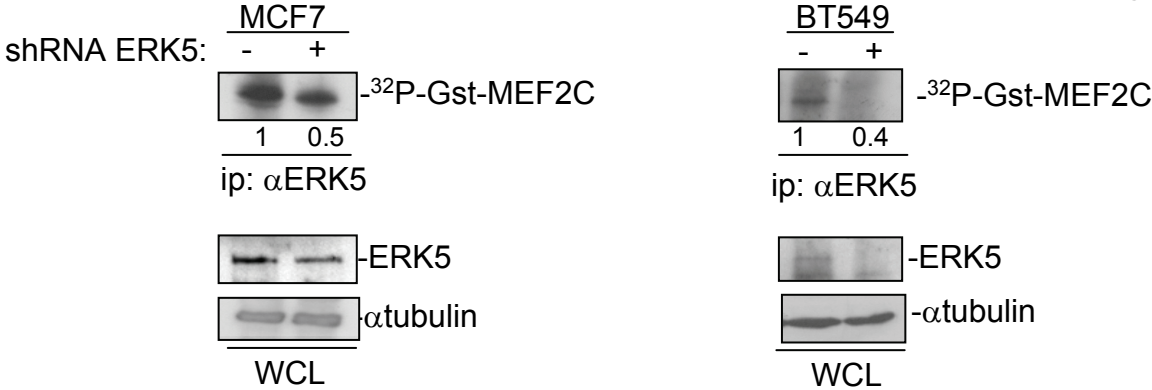 MCF7
shRNA ERK5: - +
-³²P-Gst-MEF2C
1 0.5
ip: αERK5
-ERK5
-αtubulin
WCL
BT549
- +
-³²P-Gst-MEF2C
1 0.4
ip: αERK5
-ERK5
-αtubulin
WCL